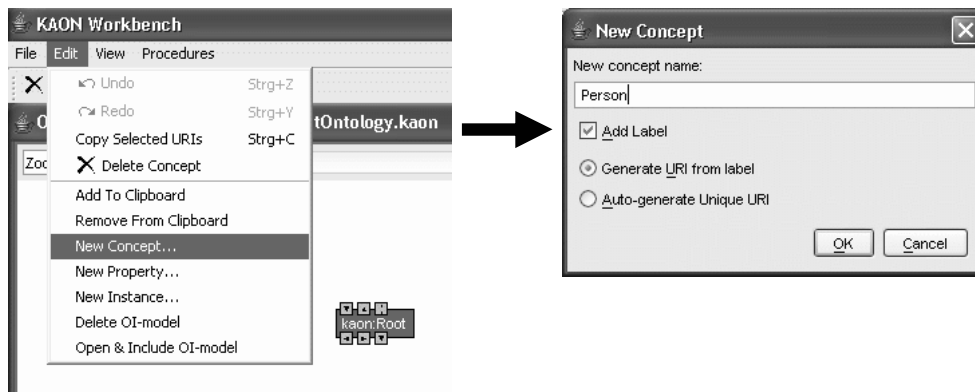 KAON Workbench
File Edit View Procedures
Undo Strg+Z
Redo Strg+Y
Copy Selected URIs Strg+C
Delete Concept
Add To Clipboard
Remove From Clipboard
New Concept...
New Property...
New Instance...
Delete OI-model
Open & Include OI-model
O
tOntology.kaon
Zoo
kaon:Root
New Concept
New concept name:
Person
Add Label
Generate URI from label
Auto-generate Unique URI
OK Cancel